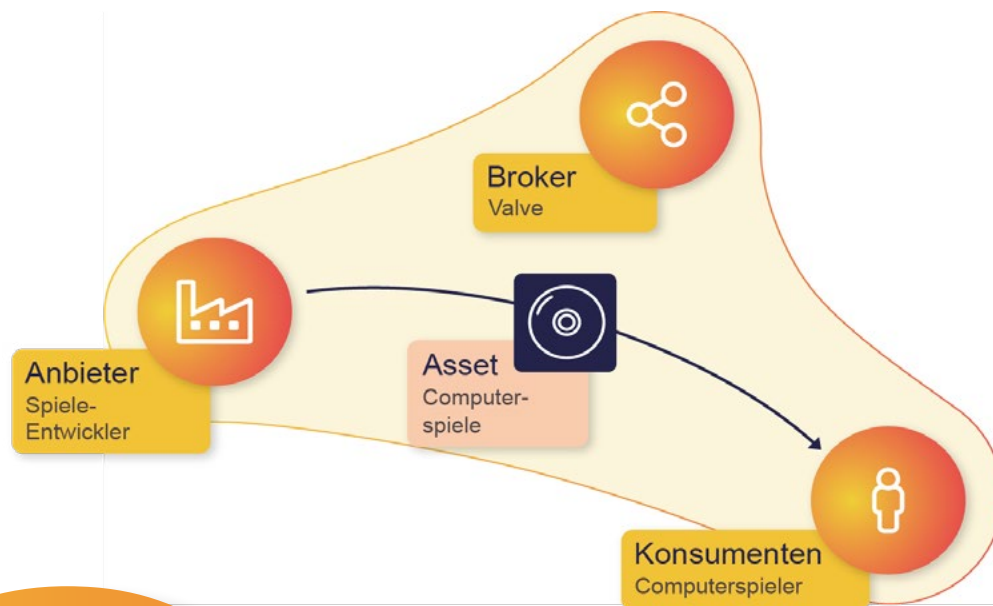 Broker
Valve
Anbieter
Spiele-
Entwickler
Asset
Computer-
spiele
Konsumenten
Computerspieler